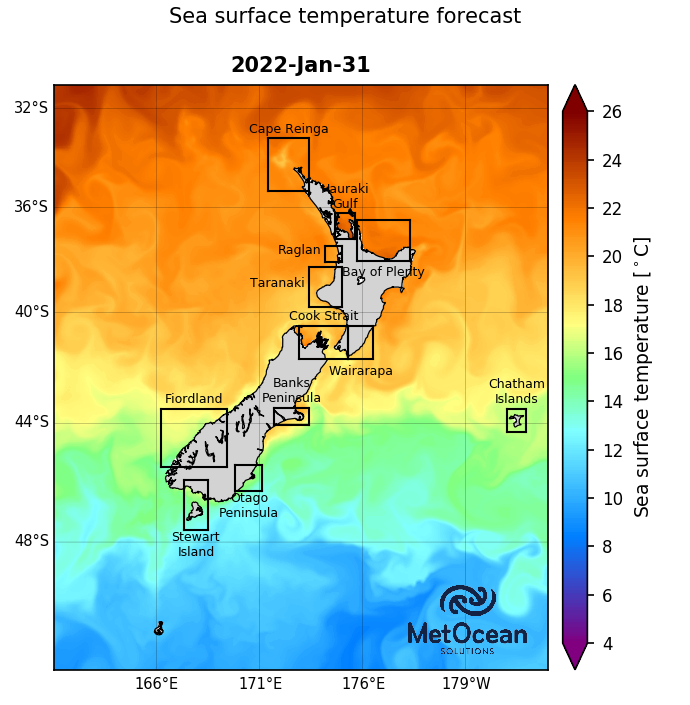 Sea surface temperature forecast
2022-Jan-31
32°S
36°S
40°S
44°S
48°S
Cape Reinga
Hauraki
Gulf
Raglan
Bay of Plenty
Taranaki
Cook Strait
Wairarapa
Banks
Peninsula
Fiordland
Chatham
Islands
Otago
Peninsula
Stewart
Island
MetOcean
SOLUTIONS
166°E
171°E
176°E
179°W
26
24
22
20
18
16
14
12
10
8
6
4
Sea surface temperature [°C]